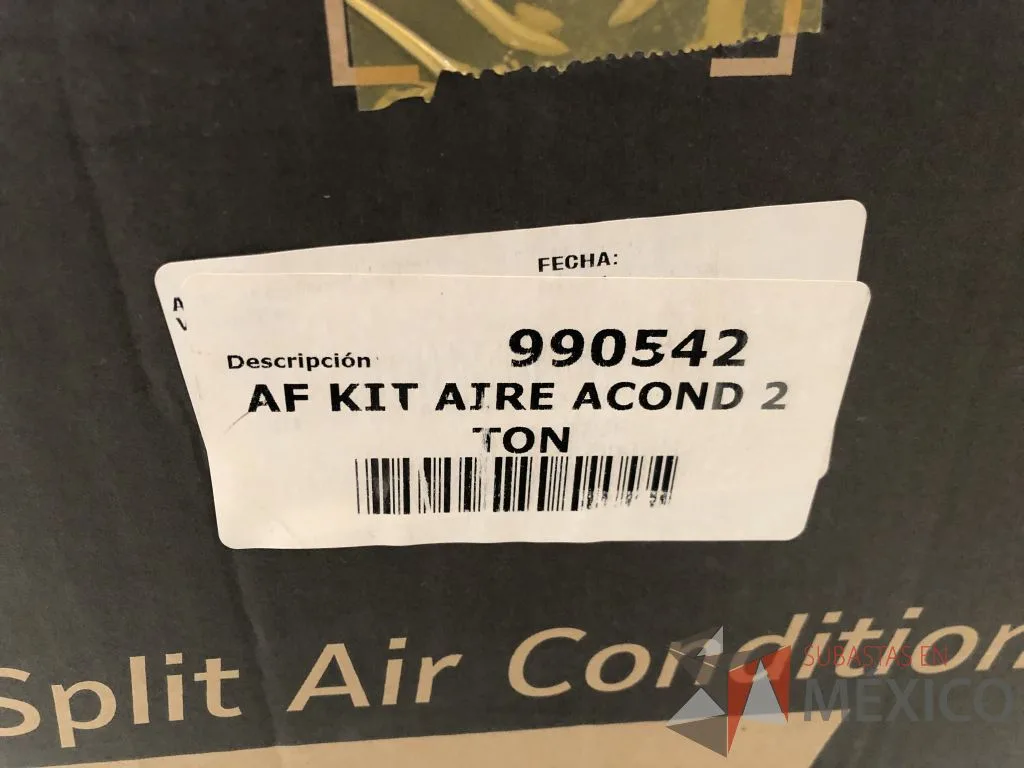 FECHA:
A
V
990542
Descripción
AF KIT AIRE ACOND 2
TON
Split Air Condition
SUBASTAS EN
MEXICO